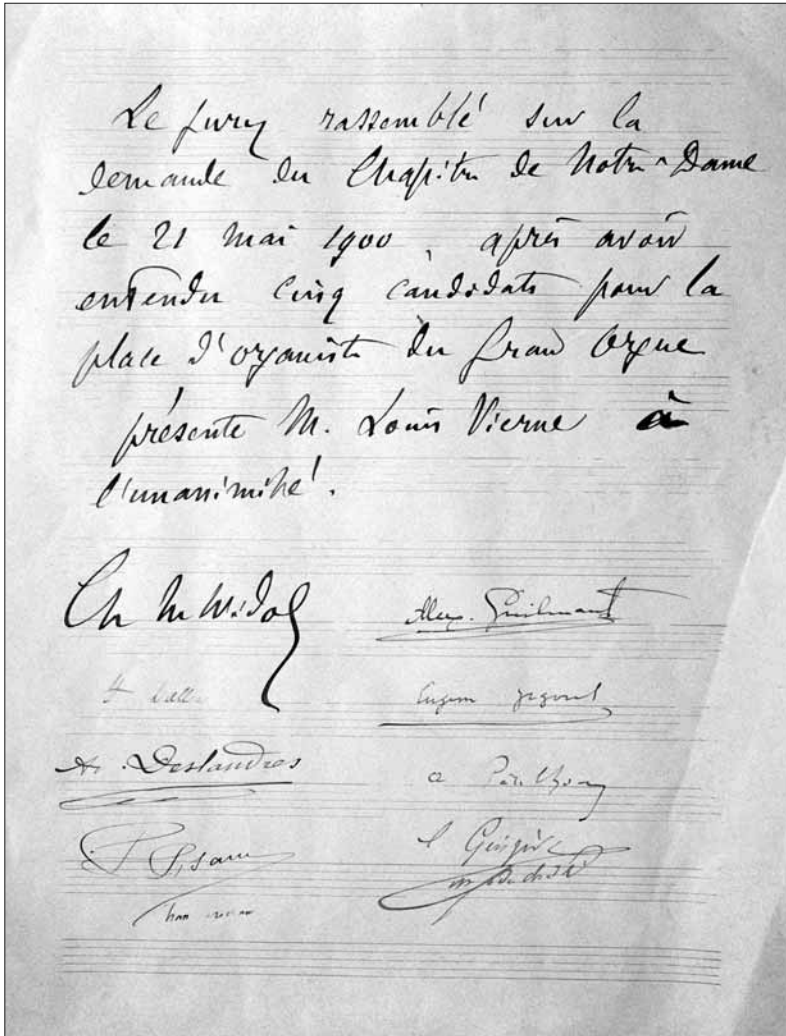 Le jury rassemblé sur la
demande du Chapitre de Notre-Dame
le 21 mai 1900, après avoir
entendu cinq candidats pour la
place d'organiste du Grand Orgue
présente M. Louis Vierne à
l'unanimité.
Ch M Widor
Alex. Guilmant
Eugène Gigout
A. Deslandres